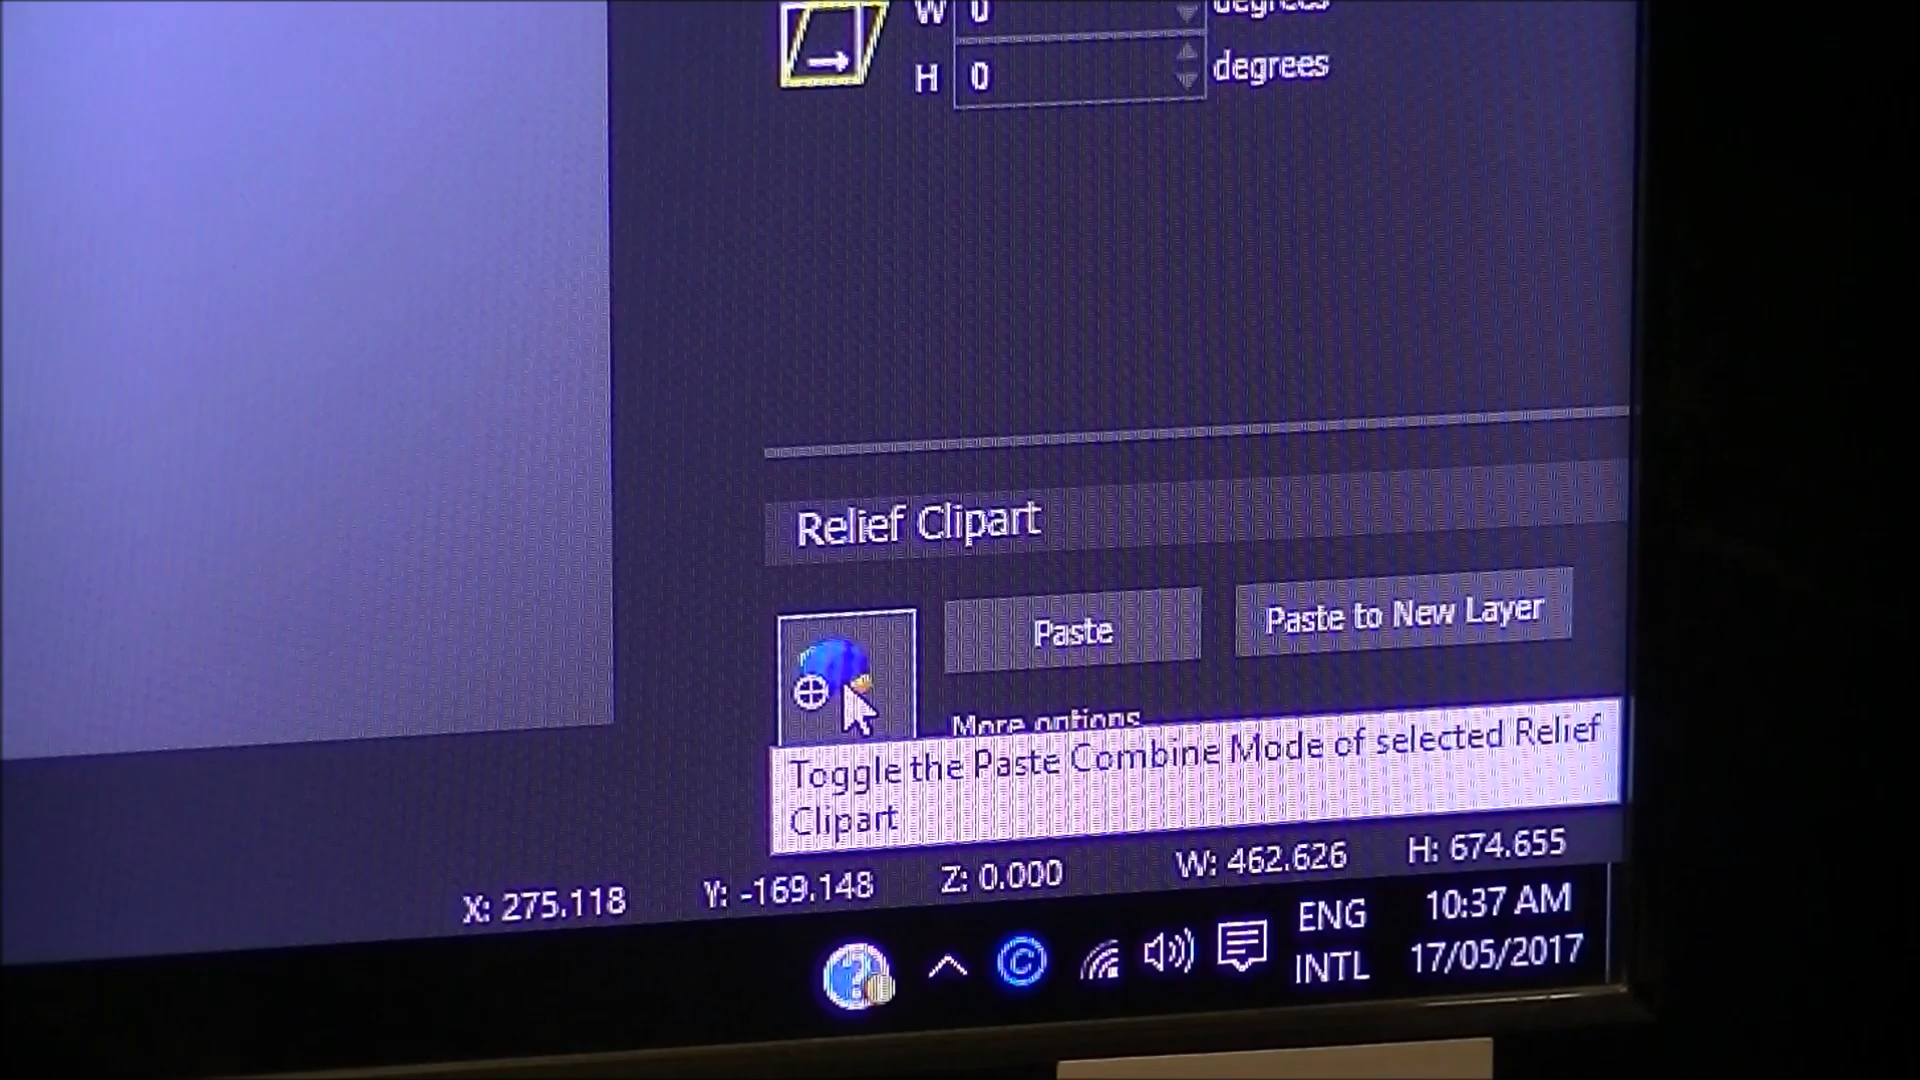 W 0 degrees
H 0 degrees
Relief Clipart
Paste
Paste to New Layer
More options
Toggle the Paste Combine Mode of selected Relief
Clipart
X: 275.118 Y: -169.148 Z: 0.000 W: 462.626 H: 674.655
ENG 10:37 AM
INTL 17/05/2017